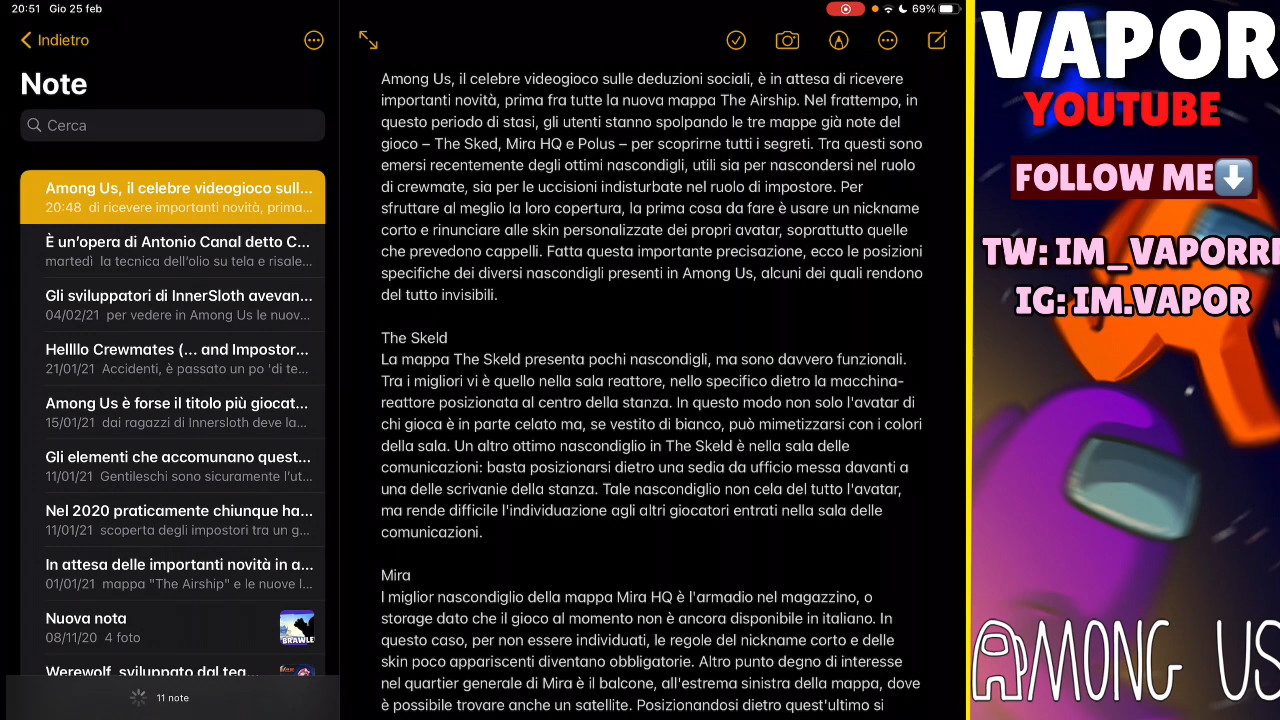 20:51 Gio 25 feb
69%
Indietro
Note
Cerca
Among Us, il celebre videogioco sull...
20:48 di ricevere importanti novità, prima...
È un'opera di Antonio Canal detto C...
martedì la tecnica dell'olio su tela e risale...
Gli sviluppatori di InnerSloth avevan...
04/02/21 per vedere in Among Us le nuov...
Hellllo Crewmates (... and Impostor...
21/01/21 Accidenti, è passato un po 'di te...
Among Us è forse il titolo più giocat...
15/01/21 dai ragazzi di Innersloth deve la...
Gli elementi che accomunano quest...
11/01/21 Gentileschi sono sicuramente l'ut...
Nel 2020 praticamente chiunque ha...
11/01/21 scoperta degli impostori tra un g...
In attesa delle importanti novità in a...
01/01/21 mappa "The Airship" e le nuove l...
Nuova nota
08/11/20 4 foto
BRAWLE
Werewolf, sviluppato dal tea...
11 note
Among Us, il celebre videogioco sulle deduzioni sociali, è in attesa di ricevere
importanti novità, prima fra tutte la nuova mappa The Airship. Nel frattempo, in
questo periodo di stasi, gli utenti stanno spolpando le tre mappe già note del
gioco – The Sked, Mira HQ e Polus – per scoprirne tutti i segreti. Tra questi sono
emersi recentemente degli ottimi nascondigli, utili sia per nascondersi nel ruolo
di crewmate, sia per le uccisioni indisturbate nel ruolo di impostore. Per
sfruttare al meglio la loro copertura, la prima cosa da fare è usare un nickname
corto e rinunciare alle skin personalizzate dei propri avatar, soprattutto quelle
che prevedono cappelli. Fatta questa importante precisazione, ecco le posizioni
specifiche dei diversi nascondigli presenti in Among Us, alcuni dei quali rendono
del tutto invisibili.
The Skeld
La mappa The Skeld presenta pochi nascondigli, ma sono davvero funzionali.
Tra i migliori vi è quello nella sala reattore, nello specifico dietro la macchina-
reattore posizionata al centro della stanza. In questo modo non solo l'avatar di
chi gioca è in parte celato ma, se vestito di bianco, può mimetizzarsi con i colori
della sala. Un altro ottimo nascondiglio in The Skeld è nella sala delle
comunicazioni: basta posizionarsi dietro una sedia da ufficio messa davanti a
una delle scrivanie della stanza. Tale nascondiglio non cela del tutto l'avatar,
ma rende difficile l'individuazione agli altri giocatori entrati nella sala delle
comunicazioni.
Mira
l miglior nascondiglio della mappa Mira HQ è l'armadio nel magazzino, o
storage dato che il gioco al momento non è ancora disponibile in italiano. In
questo caso, per non essere individuati, le regole del nickname corto e delle
skin poco appariscenti diventano obbligatorie. Altro punto degno di interesse
nel quartier generale di Mira è il balcone, all'estrema sinistra della mappa, dove
è possibile trovare anche un satellite. Posizionandosi dietro quest'ultimo si
VAPOR
YOUTUBE
FOLLOW ME
TW: IM_VAPORR
IG: IM.VAPOR
AMONG US